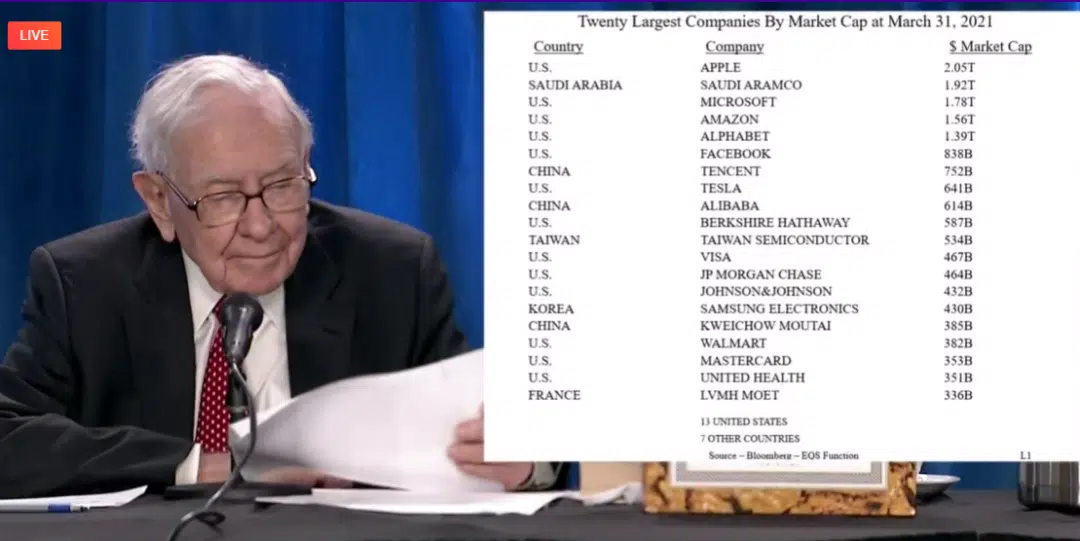 LIVE
Twenty Largest Companies By Market Cap at March 31, 2021
Country Company $ Market Cap
U.S. APPLE 2.05T
SAUDI ARABIA SAUDI ARAMCO 1.92T
U.S. MICROSOFT 1.78T
U.S. AMAZON 1.56T
U.S. ALPHABET 1.39T
U.S. FACEBOOK 838B
CHINA TENCENT 752B
U.S. TESLA 641B
CHINA ALIBABA 614B
U.S. BERKSHIRE HATHAWAY 587B
TAIWAN TAIWAN SEMICONDUCTOR 534B
U.S. VISA 467B
U.S. JP MORGAN CHASE 464B
U.S. JOHNSON&JOHNSON 432B
KOREA SAMSUNG ELECTRONICS 430B
CHINA KWEICHOW MOUTAI 385B
U.S. WALMART 382B
U.S. MASTERCARD 353B
U.S. UNITED HEALTH 351B
FRANCE LVMH MOET 336B
13 UNITED STATES
7 OTHER COUNTRIES
Source – Bloomberg – EQS Function L1